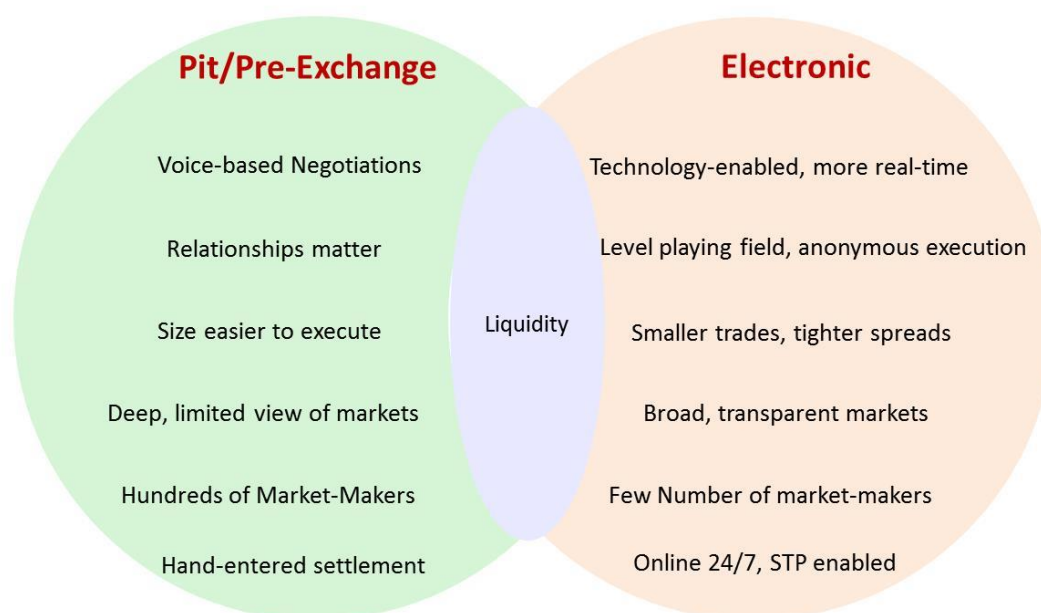 Pit/Pre-Exchange
Electronic
Voice-based Negotiations
Technology-enabled, more real-time
Relationships matter
Level playing field, anonymous execution
Size easier to execute
Liquidity
Smaller trades, tighter spreads
Deep, limited view of markets
Broad, transparent markets
Hundreds of Market-Makers
Few Number of market-makers
Hand-entered settlement
Online 24/7, STP enabled